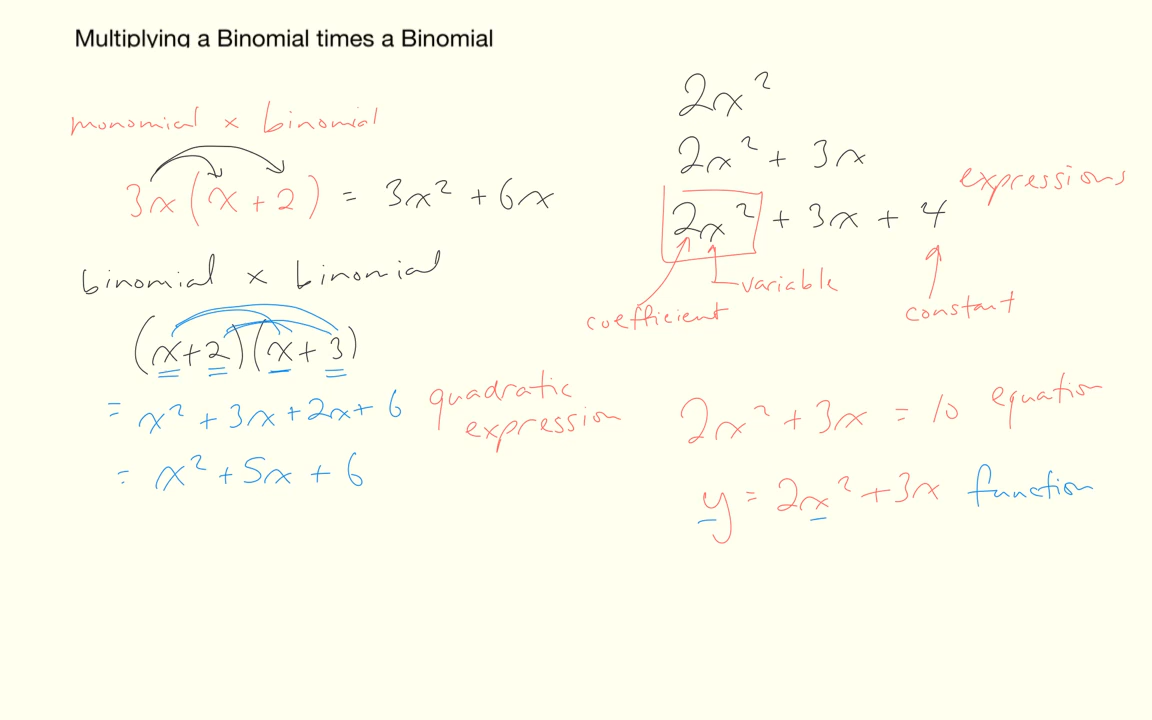 Multiplying a Binomial times a Binomial
monomial x binomial
3x(x + 2) = 3x² + 6x
binomial x binomial
(x+2)(x+3)
= x² + 3x + 2x + 6
= x² + 5x + 6
quadratic
expression
2x²
2x² + 3x
2x² + 3x + 4
expressions
variable
coefficient
constant
2x² + 3x = 10 equation
y = 2x² + 3x function